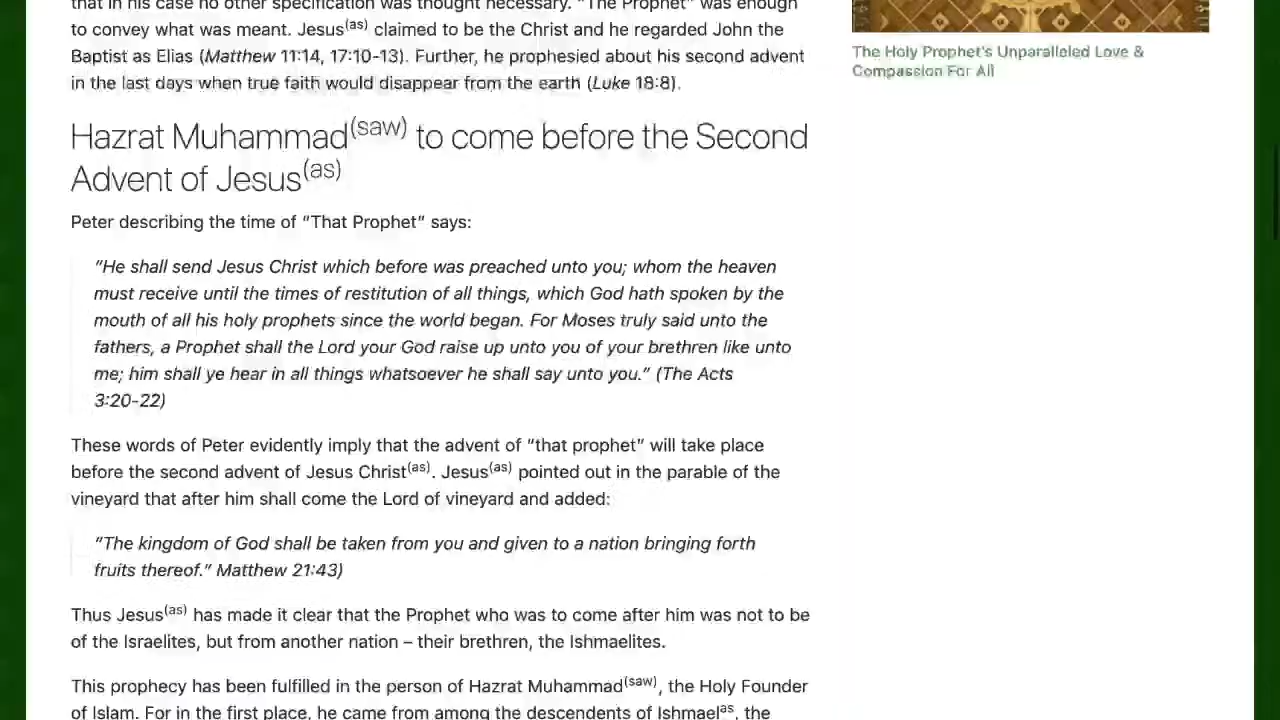 that in his case no other specification was thought necessary. "The Prophet" was enough
to convey what was meant. Jesus(as) claimed to be the Christ and he regarded John the
Baptist as Elias (Matthew 11:14, 17:10-13). Further, he prophesied about his second advent
in the last days when true faith would disappear from the earth (Luke 18:8).
Hazrat Muhammad(saw) to come before the Second
Advent of Jesus(as)
Peter describing the time of "That Prophet" says:
"He shall send Jesus Christ which before was preached unto you; whom the heaven
must receive until the times of restitution of all things, which God hath spoken by the
mouth of all his holy prophets since the world began. For Moses truly said unto the
fathers, a Prophet shall the Lord your God raise up unto you of your brethren like unto
me; him shall ye hear in all things whatsoever he shall say unto you." (The Acts
3:20-22)
These words of Peter evidently imply that the advent of "that prophet" will take place
before the second advent of Jesus Christ(as). Jesus(as) pointed out in the parable of the
vineyard that after him shall come the Lord of vineyard and added:
"The kingdom of God shall be taken from you and given to a nation bringing forth
fruits thereof." Matthew 21:43)
Thus Jesus(as) has made it clear that the Prophet who was to come after him was not to be
of the Israelites, but from another nation – their brethren, the Ishmaelites.
This prophecy has been fulfilled in the person of Hazrat Muhammad(saw), the Holy Founder
of Islam. For in the first place, he came from among the descendents of Ishmaelas, the
The Holy Prophet's Unparalleled Love &
Compassion For All